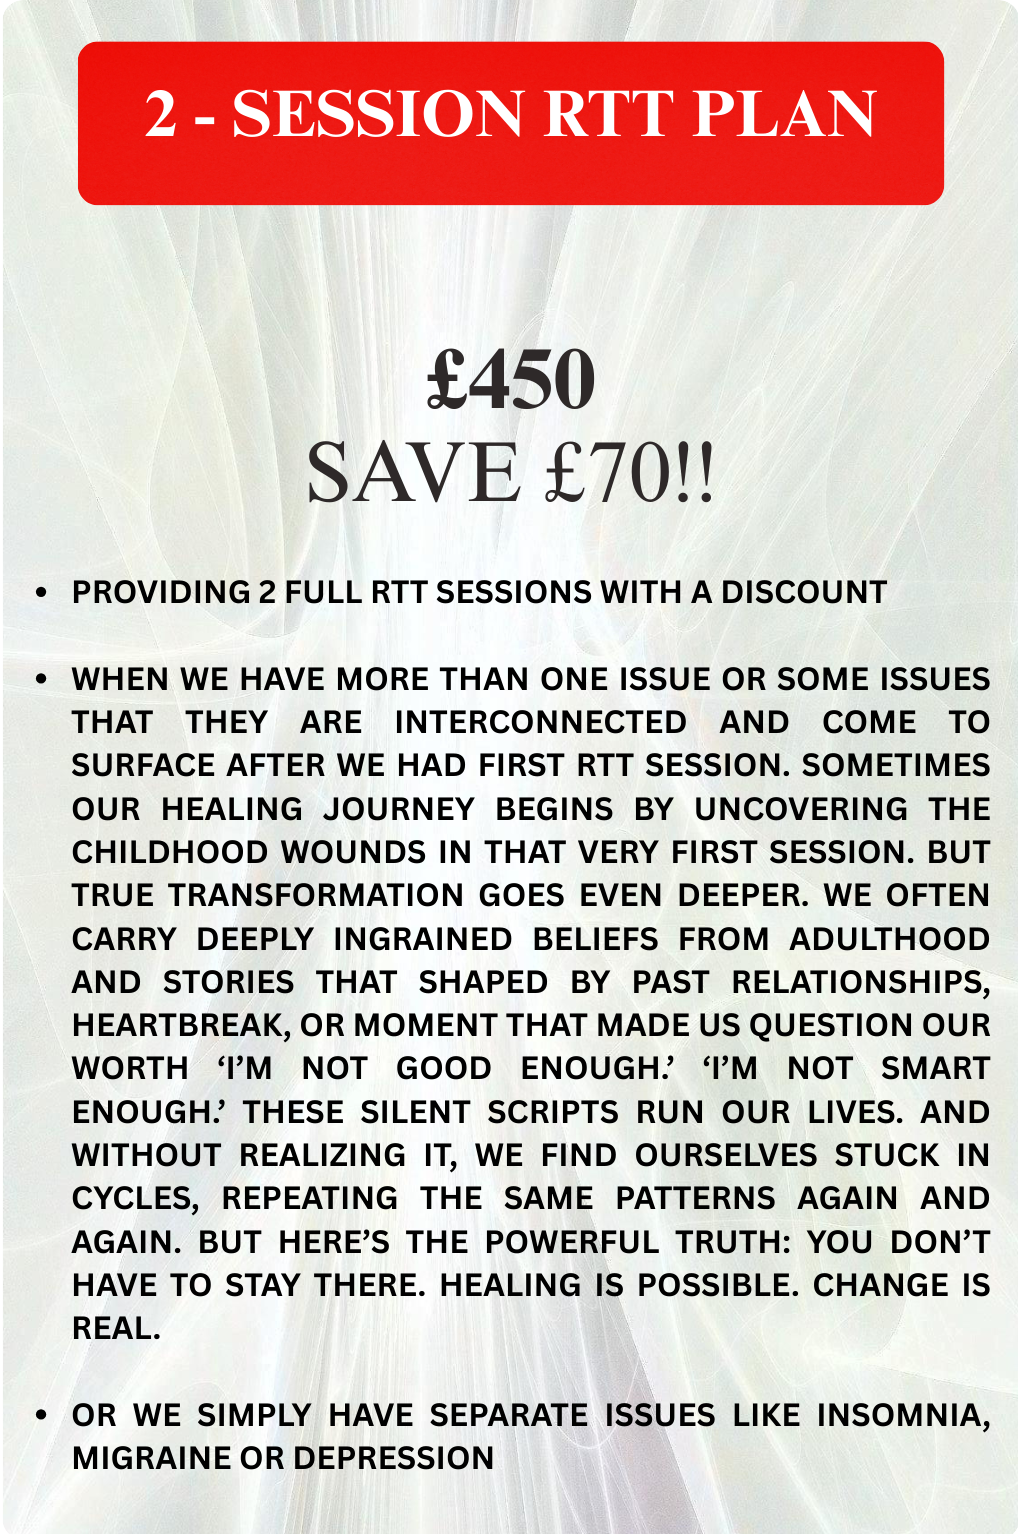 2 - SESSION RTT PLAN
£450
SAVE £70!!
• PROVIDING 2 FULL RTT SESSIONS WITH A DISCOUNT
• WHEN WE HAVE MORE THAN ONE ISSUE OR SOME ISSUES
THAT THEY ARE INTERCONNECTED AND COME TO
SURFACE AFTER WE HAD FIRST RTT SESSION. SOMETIMES
OUR HEALING JOURNEY BEGINS BY UNCOVERING THE
CHILDHOOD WOUNDS IN THAT VERY FIRST SESSION. BUT
TRUE TRANSFORMATION GOES EVEN DEEPER. WE OFTEN
CARRY DEEPLY INGRAINED BELIEFS FROM ADULTHOOD
AND STORIES THAT SHAPED BY PAST RELATIONSHIPS,
HEARTBREAK, OR MOMENT THAT MADE US QUESTION OUR
WORTH ‘I’M NOT GOOD ENOUGH.’ ‘I’M NOT SMART
ENOUGH.’ THESE SILENT SCRIPTS RUN OUR LIVES. AND
WITHOUT REALIZING IT, WE FIND OURSELVES STUCK IN
CYCLES, REPEATING THE SAME PATTERNS AGAIN AND
AGAIN. BUT HERE’S THE POWERFUL TRUTH: YOU DON’T
HAVE TO STAY THERE. HEALING IS POSSIBLE. CHANGE IS
REAL.
• OR WE SIMPLY HAVE SEPARATE ISSUES LIKE INSOMNIA,
MIGRAINE OR DEPRESSION